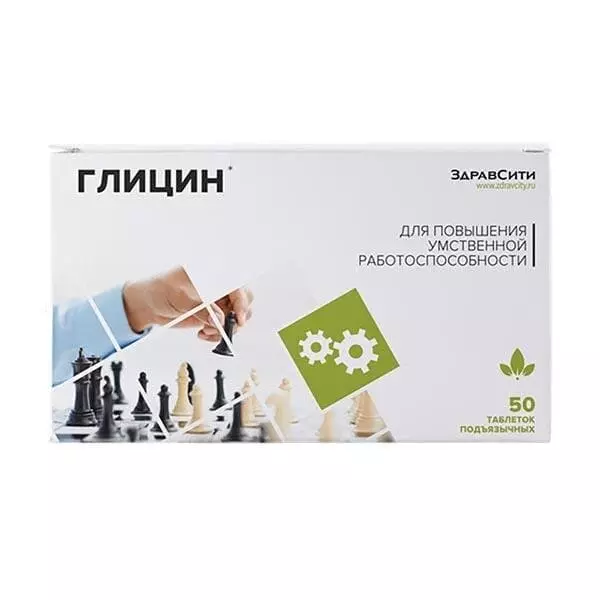 ГЛИЦИН*
ЗДРАВСИТИ
www.zdravcity.ru
ДЛЯ ПОВЫШЕНИЯ
УМСТВЕННОЙ
РАБОТОСПОСОБНОСТИ
50
ТАБЛЕТОК
ПОДЪЯЗЫЧНЫХ